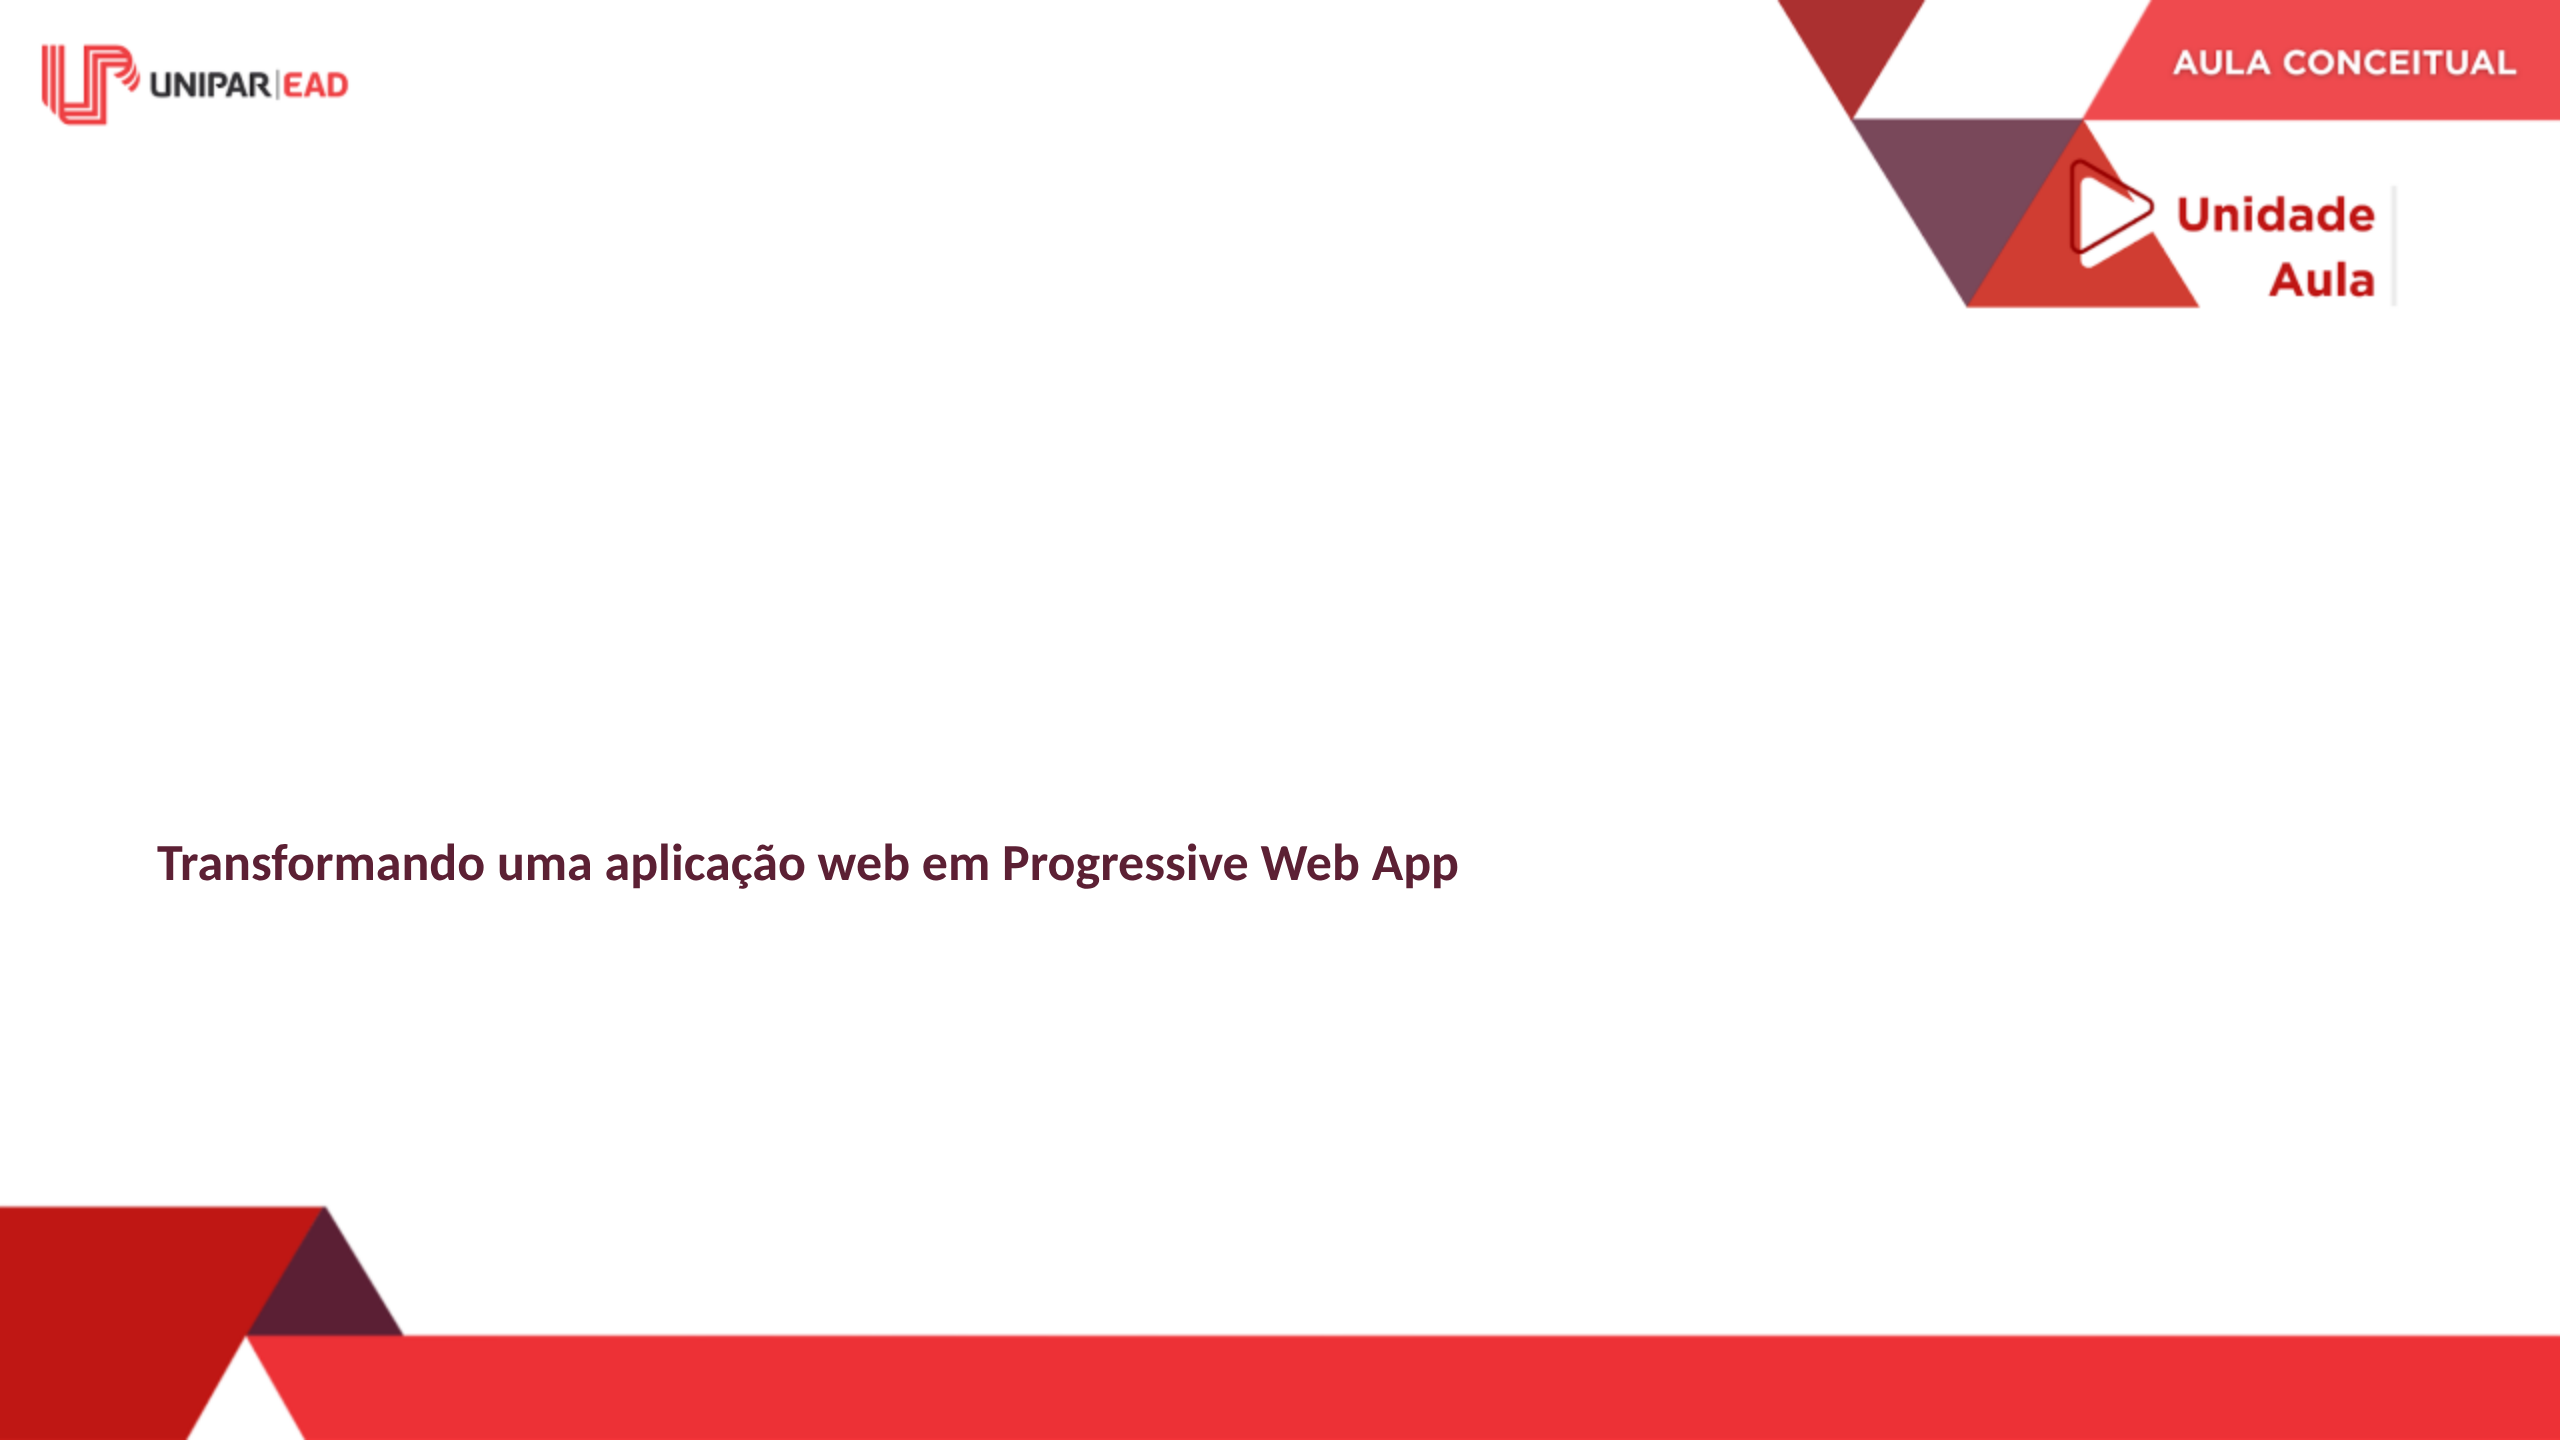 UNIPAR|EAD
AULA CONCEITUAL
Unidade
Aula
Transformando uma aplicação web em Progressive Web App